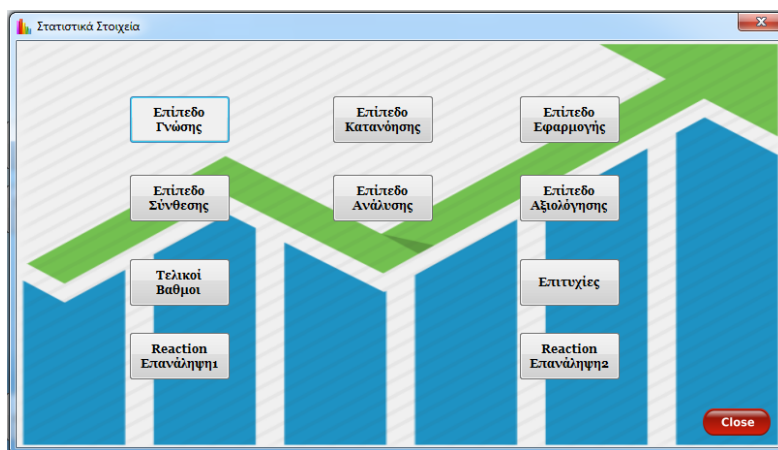 Στατιστικά Στοιχεία
Επίπεδο
Γνώσης
Επίπεδο
Κατανόησης
Επίπεδο
Εφαρμογής
Επίπεδο
Σύνθεσης
Επίπεδο
Ανάλυσης
Επίπεδο
Αξιολόγησης
Τελικοί
Βαθμοι
Επιτυχίες
Reaction
Επανάληψη1
Reaction
Επανάληψη2
Close